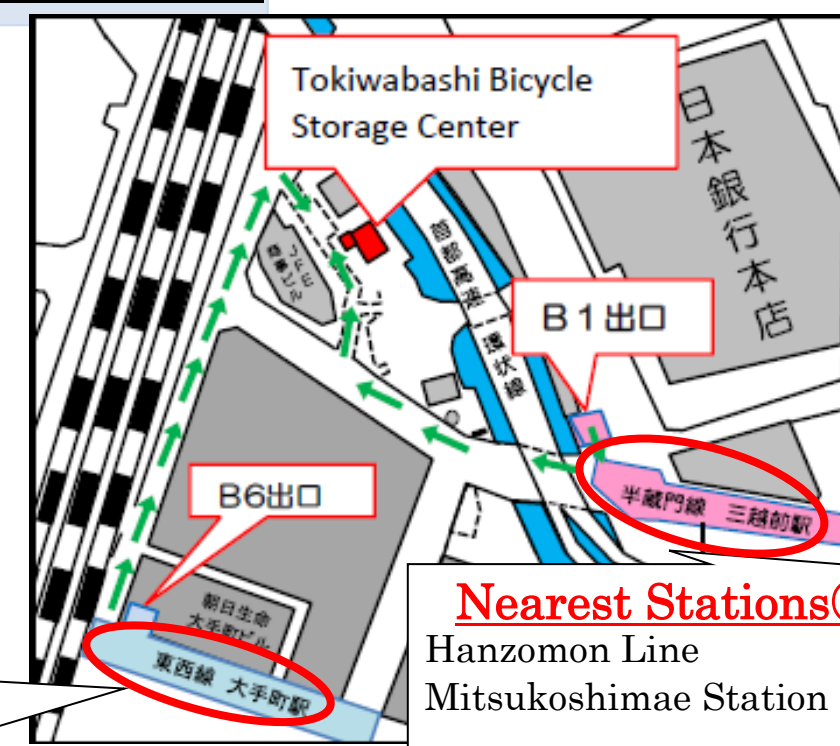 Tokiwabashi Bicycle
Storage Center
日本銀行本店
首都高速
環状線
B1出口
B6出口
半蔵門線 三越前駅
朝日生命
大手町ビル
東西線 大手町駅
Nearest Stations
Hanzomon Line
Mitsukoshimae Station